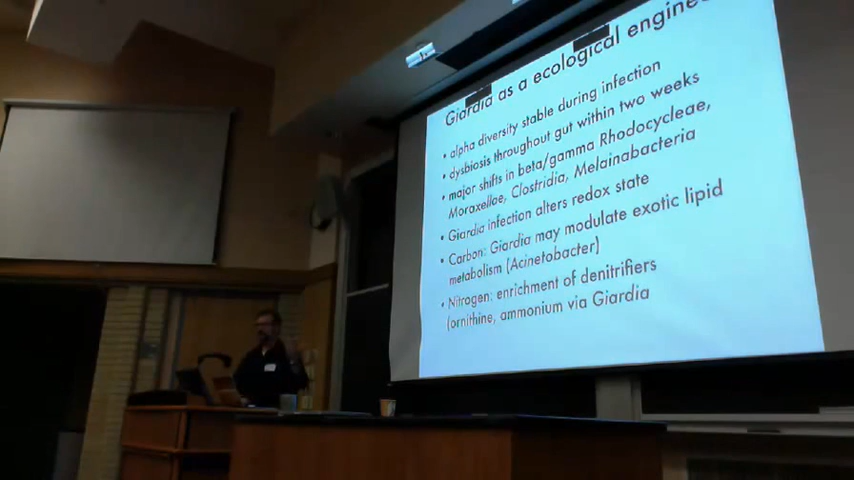 Giardia as a ecological engineer
• alpha diversity stable during infection
• dysbiosis throughout gut within two weeks
• major shifts in beta/gamma Rhodocycleae,
Moraxellae, Clostridia, Melainabacteria
• Giardia infection alters redox state
• Carbon: Giardia may modulate exotic lipid
metabolism (Acinetobacter)
• Nitrogen: enrichment of denitrifiers
(ornithine, ammonium via Giardia)